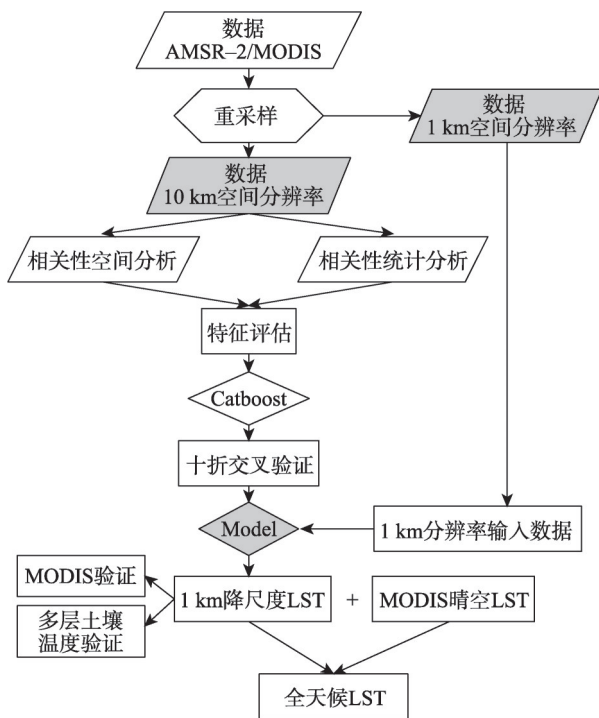 数据
AMSR–2/MODIS
重采样
数据
1 km空间分辨率
数据
10 km空间分辨率
相关性空间分析
相关性统计分析
特征评估
Catboost
十折交叉验证
Model
1 km分辨率输入数据
MODIS验证
多层土壤
温度验证
1 km降尺度LST
+
MODIS晴空LST
全天候LST